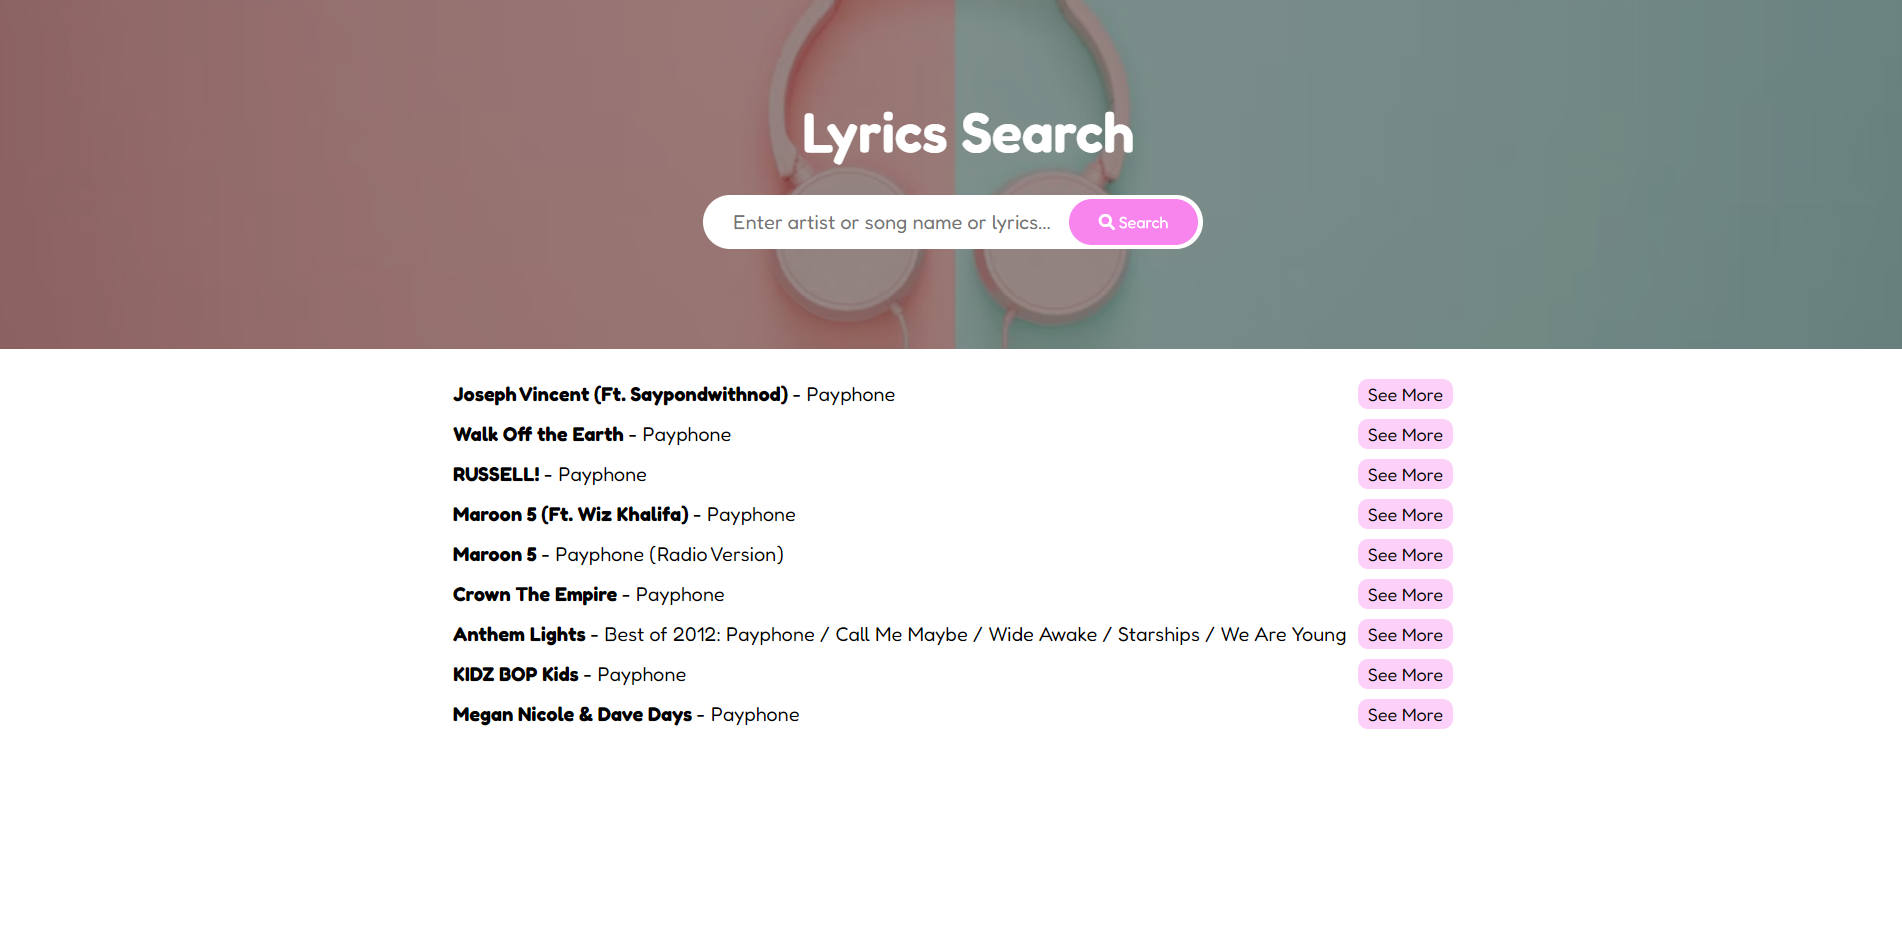 Lyrics Search
Enter artist or song name or lyrics...
Search
Joseph Vincent (Ft. Saypondwithnod) - Payphone See More
Walk Off the Earth - Payphone See More
RUSSELL! - Payphone See More
Maroon 5 (Ft. Wiz Khalifa) - Payphone See More
Maroon 5 - Payphone (Radio Version) See More
Crown The Empire - Payphone See More
Anthem Lights - Best of 2012: Payphone / Call Me Maybe / Wide Awake / Starships / We Are Young See More
KIDZ BOP Kids - Payphone See More
Megan Nicole & Dave Days - Payphone See More